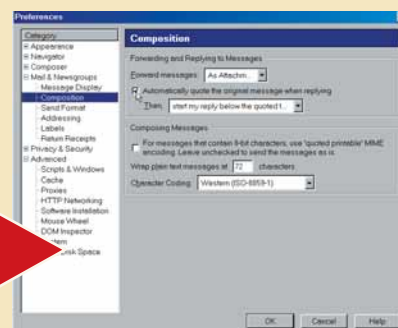 Preferences
Category
Appearance
Navigator
Composer
Mail & Newsgroups
Message Display
Composition
Send Format
Addressing
Labels
Return Receipts
Privacy & Security
Advanced
Scripts & Windows
Cache
Proxies
HTTP Networking
Software Installation
Mouse Wheel
DOM Inspector
Disk Space
Composition
Forwarding and Replying to Messages
Forward messages: As Attachm...
Automatically quote the original message when replying
Then, start my reply below the quoted t...
Composing Messages
For messages that contain 8-bit characters, use 'quoted printable' MIME
encoding. Leave unchecked to send the messages as is.
Wrap plain text messages at 72 characters
Character Coding: Western (ISO-8859-1)
OK Cancel Help